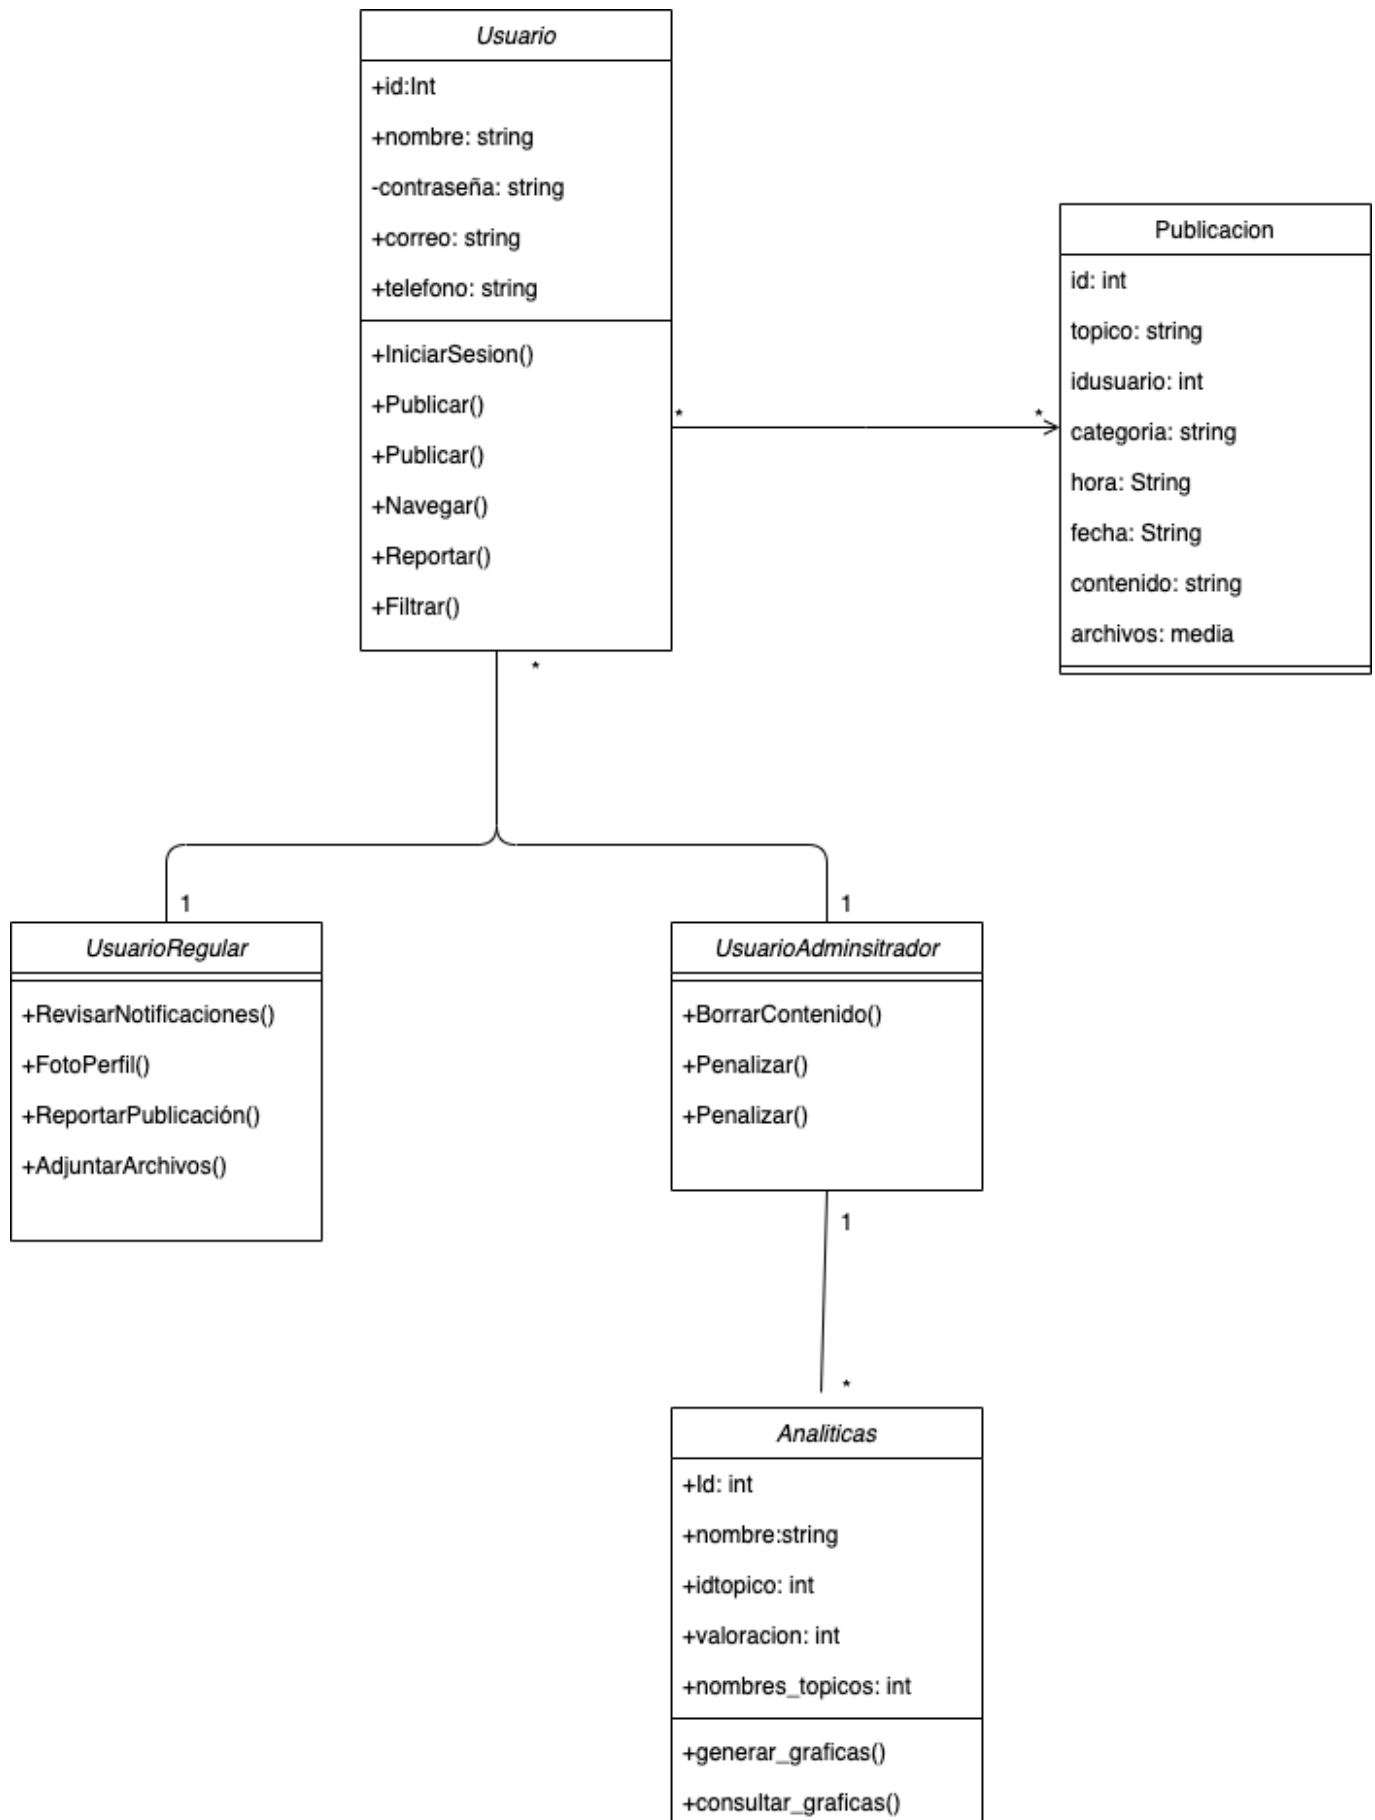 Usuario
+id:Int
+nombre: string
-contraseña: string
+correo: string
+telefono: string
+IniciarSesion()
+Publicar()
+Publicar()
+Navegar()
+Reportar()
+Filtrar()
*
*
*
Publicacion
id: int
topico: string
idusuario: int
categoria: string
hora: String
fecha: String
contenido: string
archivos: media
1
UsuarioRegular
+RevisarNotificaciones()
+FotoPerfil()
+ReportarPublicación()
+AdjuntarArchivos()
1
UsuarioAdminsitrador
+BorrarContenido()
+Penalizar()
+Penalizar()
1
*
Analiticas
+Id: int
+nombre:string
+idtopico: int
+valoracion: int
+nombres_topicos: int
+generar_graficas()
+consultar_graficas()